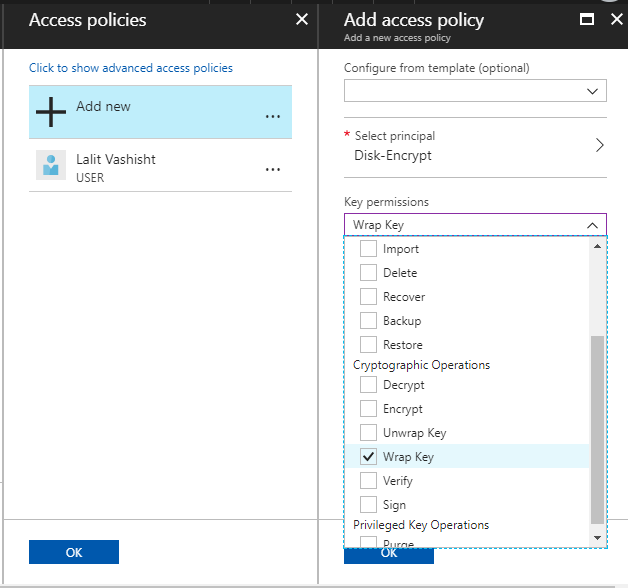 Access policies
Click to show advanced access policies
Add new
...
Lalit Vashisht
USER
...
OK
Add access policy
Add a new access policy
Configure from template (optional)
* Select principal
Disk-Encrypt
Key permissions
Wrap Key
Import
Delete
Recover
Backup
Restore
Cryptographic Operations
Decrypt
Encrypt
Unwrap Key
Wrap Key
Verify
Sign
Privileged Key Operations
Purge
OK